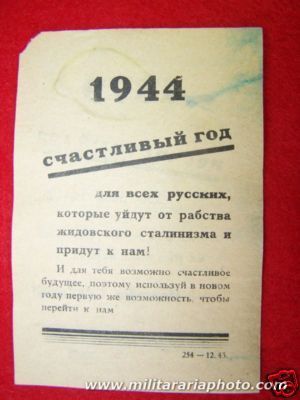 1944
счастливый год
для всех русских,
которые уйдут от рабства
жидовского сталинизма и
придут к нам!
И для тебя возможно счастливое
будущее, поэтому используй в новом
году первую же возможность, чтобы
перейти к нам
254 — 12. 43.
www.militarariaphoto.com